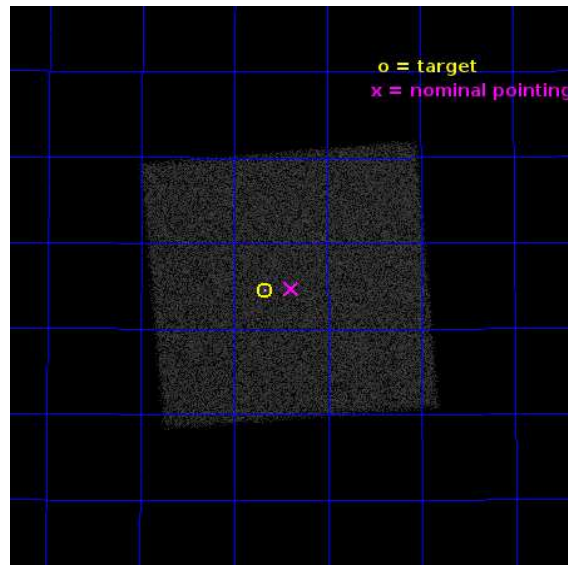 o = target
x = nominal pointing